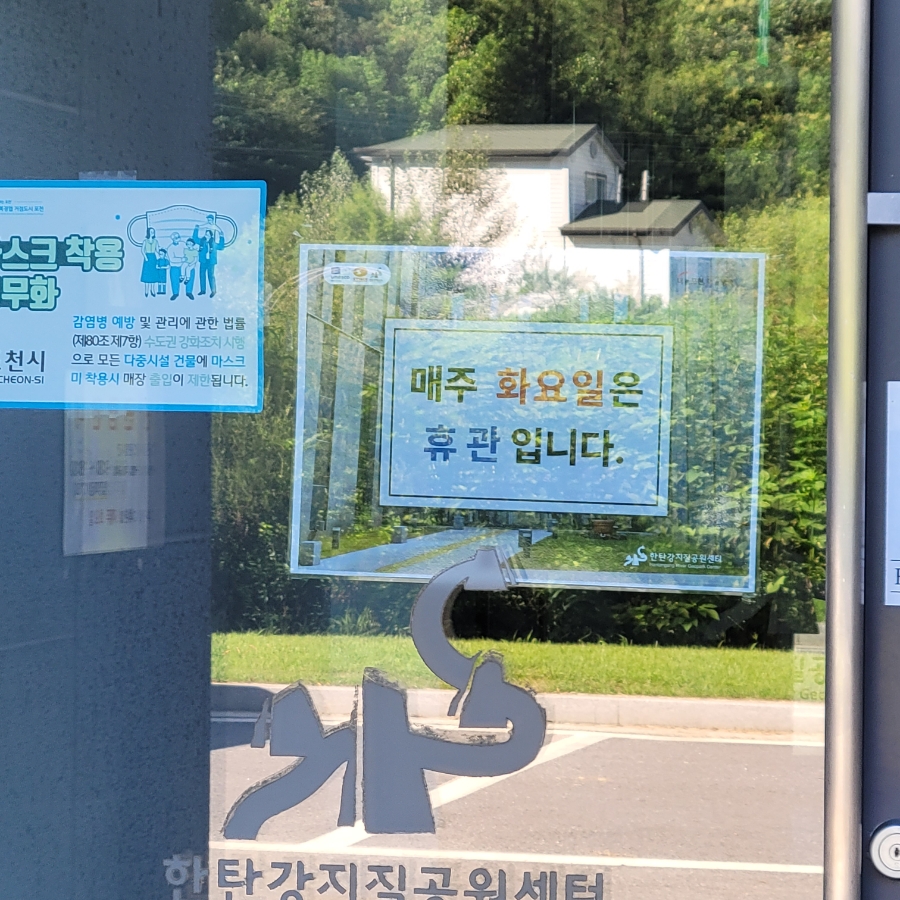 스크 착용
무화
감염병 예방 및 관리에 관한 법률
(제80조 제7항) 수도권 강화조치 시행
으로 모든 다중시설 건물에 마스크
미 착용시 매장 출입이 제한됩니다.
천시
CHEON-SI
매주 화요일은
휴관입니다.
한탄강지질공원센터
한탄강지질공원센터